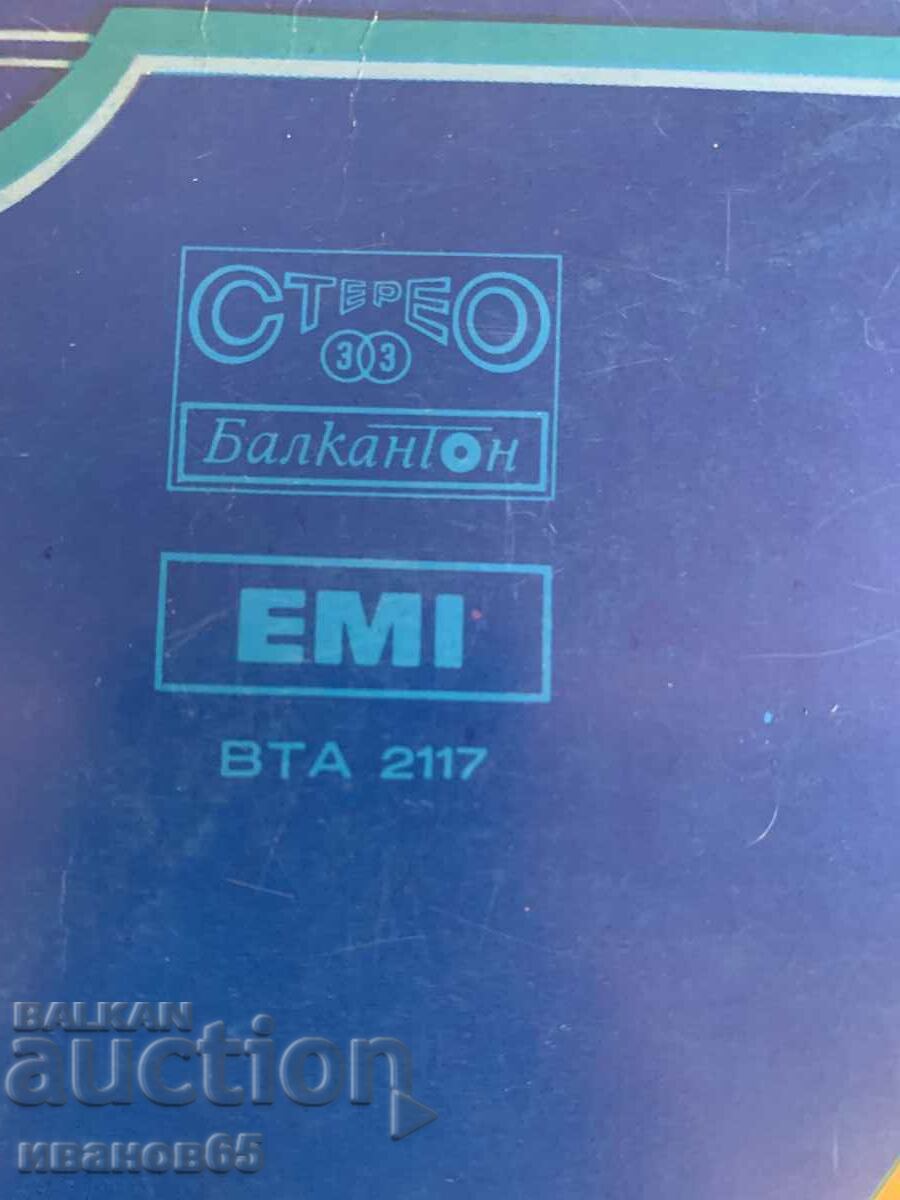 СТЕРЕО
33
Балкантон
EMI
ВТА 2117
BALKAN
auction
иванов65